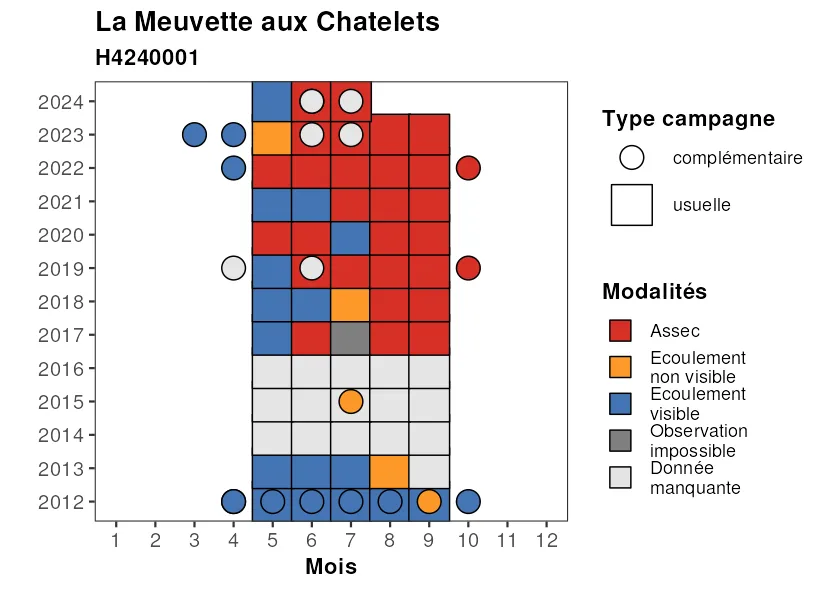 La Meuvette aux Chatelets
H4240001
2024
2023
2022
2021
2020
2019
2018
2017
2016
2015
2014
2013
2012
1 2 3 4 5 6 7 8 9 10 11 12
Mois
Type campagne
complémentaire
usuelle
Modalités
Assec
Ecoulement
non visible
Ecoulement
visible
Observation
impossible
Donnée
manquante